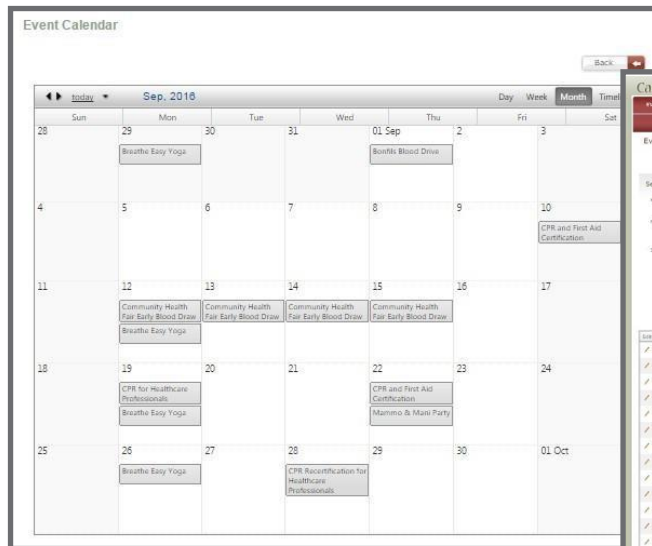 Event Calendar
Back
today Sep, 2016 Day Week Month Timel
Sun Mon Tue Wed Thu Fri Sat
28 29 30 31 01 Sep 2 3
Breathe Easy Yoga Bonfils Blood Drive
4 5 6 7 8 9 10
CPR and First Aid
Certification
11 12 13 14 15 16 17
Community Health Community Health Community Health Community Health
Fair Early Blood Draw Fair Early Blood Draw Fair Early Blood Draw Fair Early Blood Draw
Breathe Easy Yoga
18 19 20 21 22 23 24
CPR for Healthcare CPR and First Aid
Professionals Certification
Breathe Easy Yoga Mammo & Mani Party
25 26 27 28 29 30 01 Oct
Breathe Easy Yoga CPR Recertification for
Healthcare
Professionals
Ca
Ev